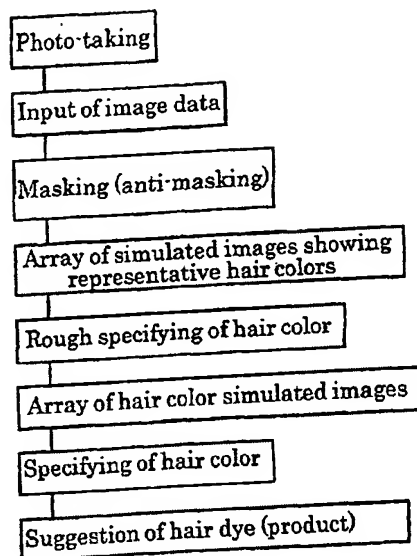 Photo-taking
Input of image data
Masking (anti-masking)
Array of simulated images showing
representative hair colors
Rough specifying of hair color
Array of hair color simulated images
Specifying of hair color
Suggestion of hair dye (product)